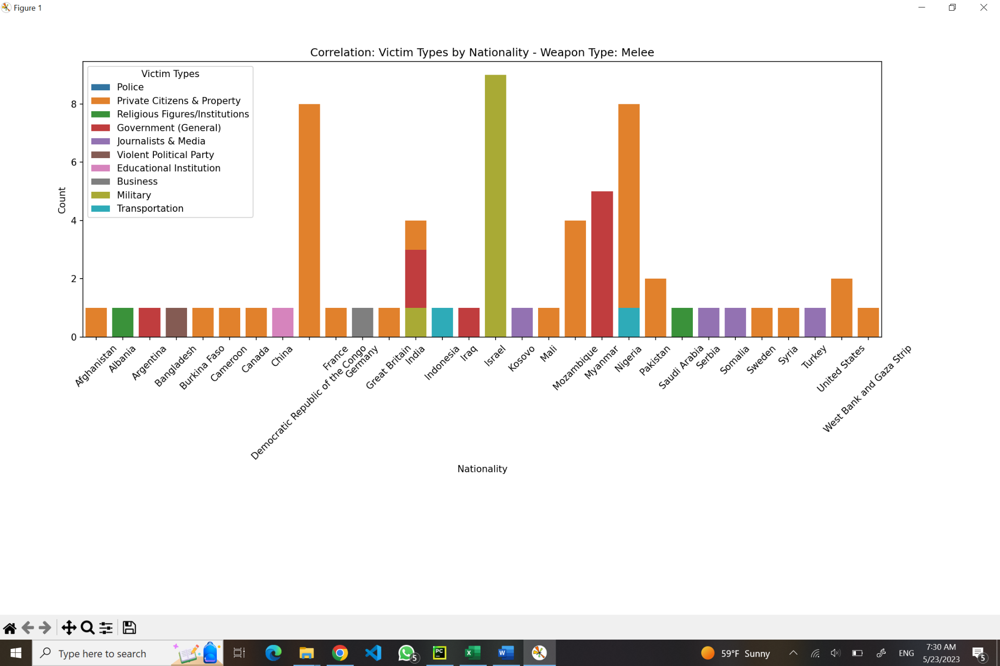 Figure 1
Correlation: Victim Types by Nationality - Weapon Type: Melee
Victim Types
Police
Private Citizens & Property
Religious Figures/Institutions
Government (General)
Journalists & Media
Violent Political Party
Educational Institution
Business
Military
Transportation
Count
8
6
4
2
0
Afghanistan
Albania
Argentina
Bangladesh
Burkina Faso
Cameroon
Canada
China
Democratic Republic of the Congo
France
Germany
Great Britain
India
Indonesia
Iraq
Israel
Kosovo
Mali
Mozambique
Myanmar
Nigeria
Pakistan
Saudi Arabia
Serbia
Somalia
Sweden
Syria
Turkey
United States
West Bank and Gaza Strip
Nationality
Type here to search
5
PC
X
W
59°F Sunny
ENG
7:30 AM
5/23/2023
5